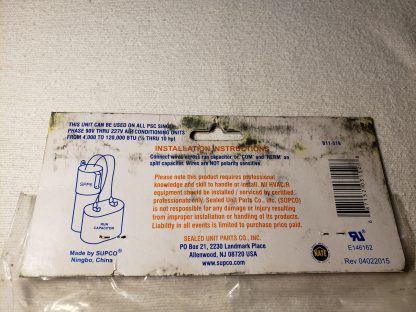 THIS UNIT CAN BE USED ON ALL PSC SINGLE
PHASE 90V THRU 227V AIR CONDITIONING UNITS
FROM 4,000 TO 120,000 BTU (½ THRU 10 hp)
INSTALLATION INSTRUCTIONS
Connect wires across run capacitor or "COM" and "HERM" on
split capacitor. Wires are NOT polarity sensitive.
Please note this product requires professional
knowledge and skill to handle or install. All HVAC/R
equipment should be installed / serviced by certified
professionals only. Sealed Unit Parts Co., Inc. (SUPCO)
is not responsible for any damage or injury resulting
from improper installation or handling of its products.
Liability in all events is limited to purchase price paid.
SEALED UNIT PARTS CO., INC.
PO Box 21, 2230 Landmark Place
Allenwood, NJ 08720 USA
www.supco.com
SPP6
RUN
CAPACITOR
Made by SUPCO®
Ningbo, China
NATE
E146162
Rev 04022015